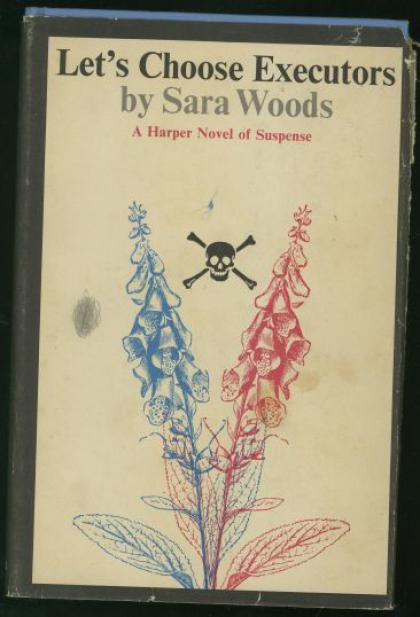 Let's Choose Executors
by Sara Woods
A Harper Novel of Suspense